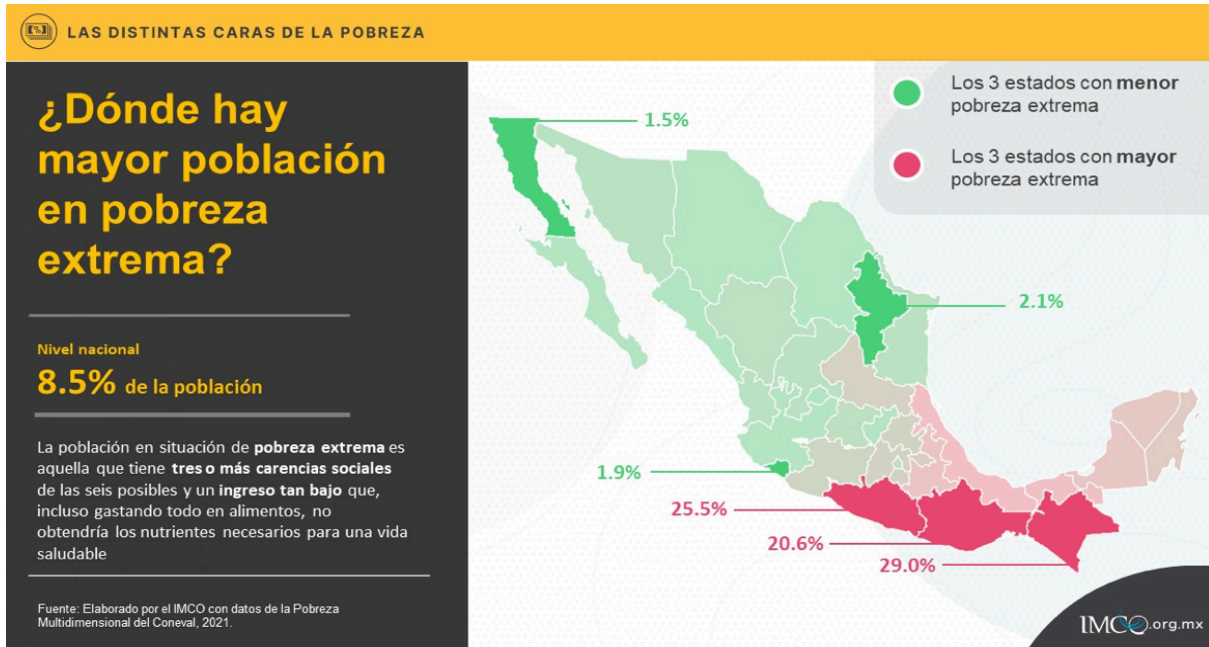 LAS DISTINTAS CARAS DE LA POBREZA
¿Dónde hay
mayor población
en pobreza
extrema?
Nivel nacional
8.5% de la población
La población en situación de pobreza extrema es
aquella que tiene tres o más carencias sociales
de las seis posibles y un ingreso tan bajo que,
incluso gastando todo en alimentos, no
obtendría los nutrientes necesarios para una vida
saludable
Fuente: Elaborado por el IMCO con datos de la Pobreza
Multidimensional del Coneval, 2021.
Los 3 estados con menor
pobreza extrema
Los 3 estados con mayor
pobreza extrema
1.5%
2.1%
1.9%
25.5%
20.6%
29.0%
IMCO.org.mx